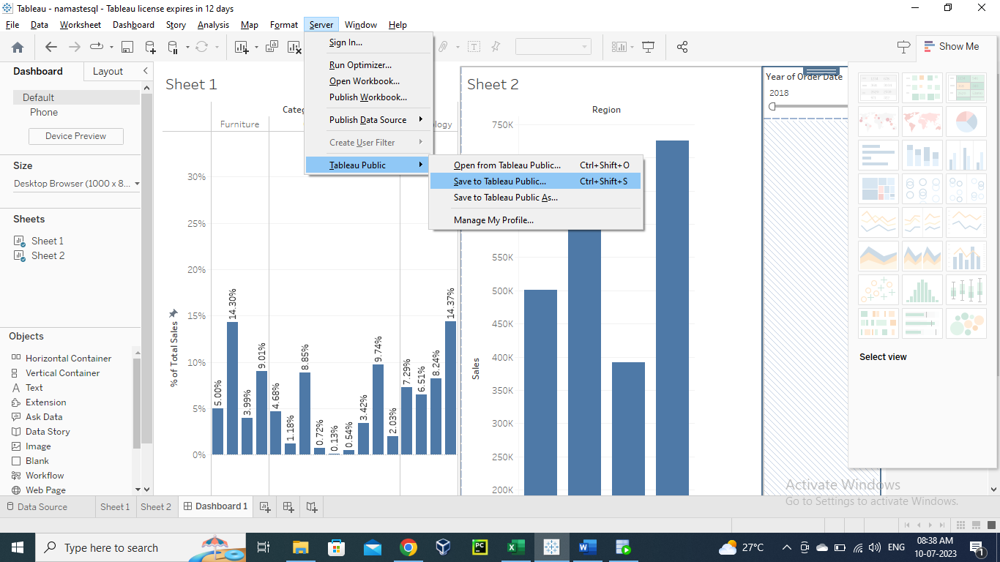 Tableau - namastesql - Tableau license expires in 12 days
File Data Worksheet Dashboard Story Analysis Map Format Server Window Help
Show Me
Dashboard Layout
Default
Phone
Device Preview
Size
Desktop Browser (1000 x 8...
Sheets
Sheet 1
Sheet 2
Objects
Horizontal Container
Vertical Container
Text
Extension
Ask Data
Data Story
Image
Blank
Workflow
Web Page
Sign In...
Run Optimizer...
Open Workbook...
Publish Workbook...
Publish Data Source
Create User Filter
Tableau Public
Open from Tableau Public... Ctrl+Shift+O
Save to Tableau Public... Ctrl+Shift+S
Save to Tableau Public As...
Manage My Profile...
Sheet 1
Categ
Furniture
ology
30%
25%
20%
15%
10%
5%
0%
% of Total Sales
5.00%
14.30%
3.99%
9.01%
4.68%
1.18%
8.85%
0.72%
0.13%
0.54%
3.42%
9.74%
2.03%
7.29%
6.51%
8.24%
14.37%
Sheet 2
Region
750K
550K
500K
450K
400K
350K
300K
250K
200K
Sales
Year of Order Date
2018
Select view
Activate Windows
Go to Settings to activate Windows.
Data Source Sheet 1 Sheet 2 Dashboard 1
Type here to search
PC
27°C
ENG
08:38 AM
10-07-2023
1